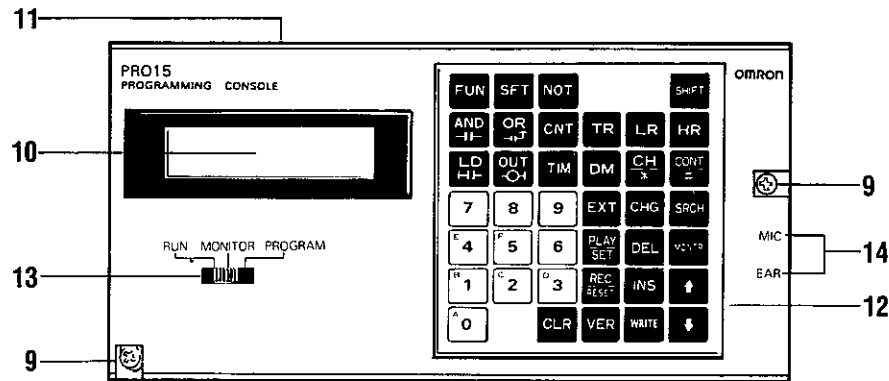 11
PRO15
PROGRAMMING CONSOLE
OMRON
FUN SFT NOT SHIFT
AND OR CNT TR LR HR
LD OUT TIM DM CH * CONT #
10
9
7 8 9 EXT CHG SRCH
E 4 F 5 6 PLAY SET DEL MONTR
RUN MONITOR PROGRAM
MIC
14
EAR
13
B 1 C 2 D 3 REC RESET INS ↑
12
A 0 CLR VER WRITE ↓
9